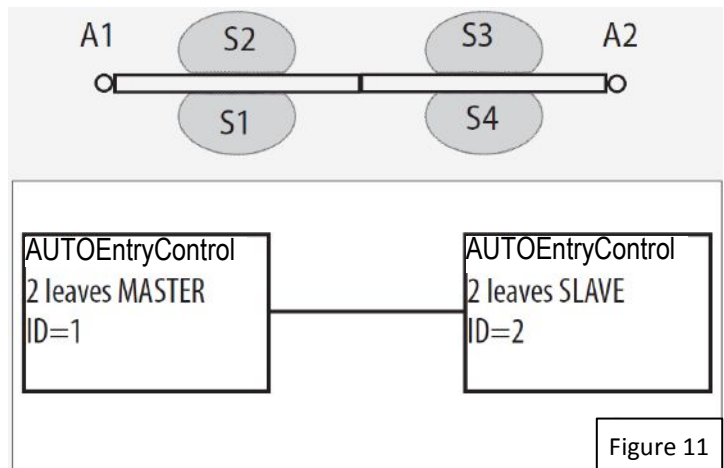 A1
S2
S3
A2
S1
S4
AUTOEntryControl
2 leaves MASTER
ID=1
AUTOEntryControl
2 leaves SLAVE
ID=2
Figure 11